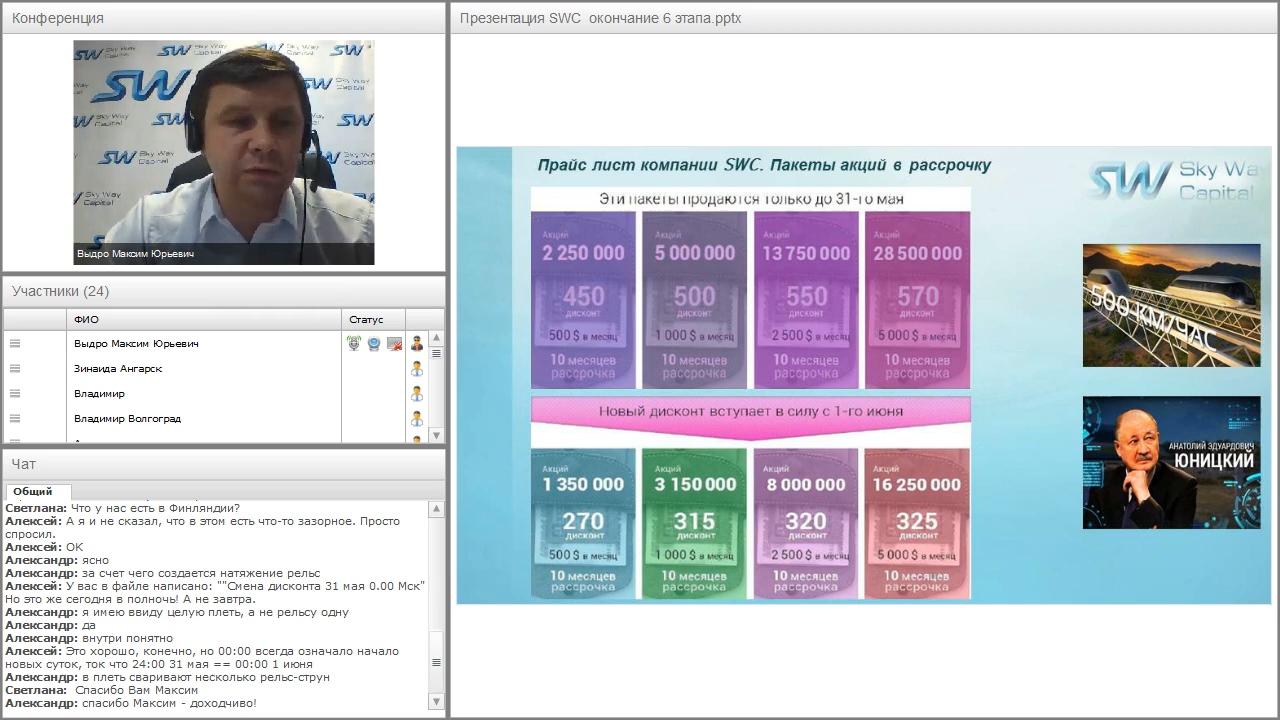 Конференция
SW
Sky Way
Capital
Выдро Максим Юрьевич
Участники (24)
ФИО
Статус
Выдро Максим Юрьевич
Зинаида Ангарск
Владимир
Владимир Волгоград
Чат
Общий
Светлана: Что у нас есть в Финляндии?
Алексей: А я и не сказал, что в этом есть что-то зазорное. Просто
спросил.
Алексей: ОК
Александр: ясно
Александр: за счет чего создается натяжение рельс
Алексей: У вас в файле написано: ""Смена дисконта 31 мая 0.00 Мск"
Но это же сегодня в полночь! А не завтра.
Александр: я имею ввиду целую плеть, а не рельсу одну
Александр: да
Александр: внутри понятно
Алексей: Это хорошо, конечно, но 00:00 всегда означало начало
новых суток, ток что 24:00 31 мая == 00:00 1 июня
Александр: в плеть сваривают несколько рельс-струн
Светлана: Спасибо Вам Максим
Александр: спасибо Максим - доходчиво!
Презентация SWC окончание 6 этапа.pptx
Прайс лист компании SWC. Пакеты акций в рассрочку
Эти пакеты продаются только до 31-го мая
Акций Акций Акций Акций
2 250 000 5 000 000 13 750 000 28 500 000
450 500 550 570
дисконт дисконт дисконт дисконт
500 $ в месяц 1 000 $ в месяц 2 500 $ в месяц 5 000 $ в месяц
10 месяцев 10 месяцев 10 месяцев 10 месяцев
рассрочка рассрочка рассрочка рассрочка
Новый дисконт вступает в силу с 1-го июня
Акций Акций Акций Акций
1 350 000 3 150 000 8 000 000 16 250 000
270 315 320 325
дисконт дисконт дисконт дисконт
500 $ в месяц 1 000 $ в месяц 2 500 $ в месяц 5 000 $ в месяц
10 месяцев 10 месяцев 10 месяцев 10 месяцев
рассрочка рассрочка рассрочка рассрочка
SW Sky Wa
Capital
500 КМ/ЧАС
АНАТОЛИЙ ЭДУАРДОВИЧ
ЮНИЦКИЙ